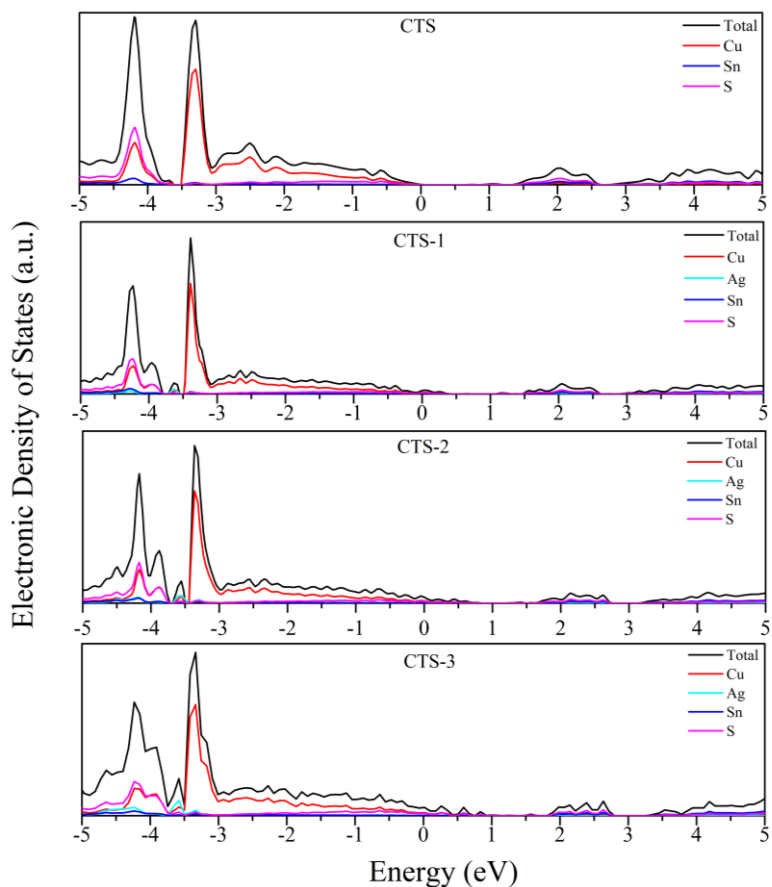 Electronic Density of States (a.u.)
CTS
Total
Cu
Sn
S
-5 -4 -3 -2 -1 0 1 2 3 4 5
CTS-1
Total
Cu
Ag
Sn
S
-5 -4 -3 -2 -1 0 1 2 3 4 5
CTS-2
Total
Cu
Ag
Sn
S
-5 -4 -3 -2 -1 0 1 2 3 4 5
CTS-3
Total
Cu
Ag
Sn
S
-5 -4 -3 -2 -1 0 1 2 3 4 5
Energy (eV)